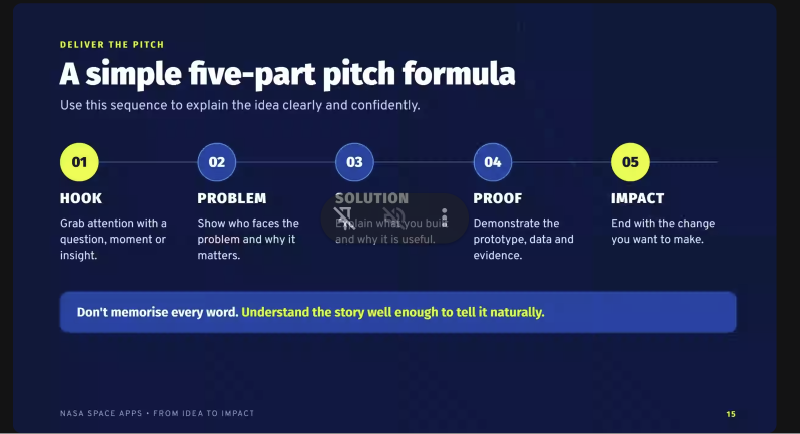 DELIVER THE PITCH
A simple five-part pitch formula
Use this sequence to explain the idea clearly and confidently.
01
02
03
04
05
HOOK
PROBLEM
SOLUTION
PROOF
IMPACT
Grab attention with a
question, moment or
insight.
Show who faces the
problem and why it
matters.
Explain what you built
and why it is useful.
Demonstrate the
prototype, data and
evidence.
End with the change
you want to make.
Don't memorise every word. Understand the story well enough to tell it naturally.
NASA SPACE APPS • FROM IDEA TO IMPACT
15